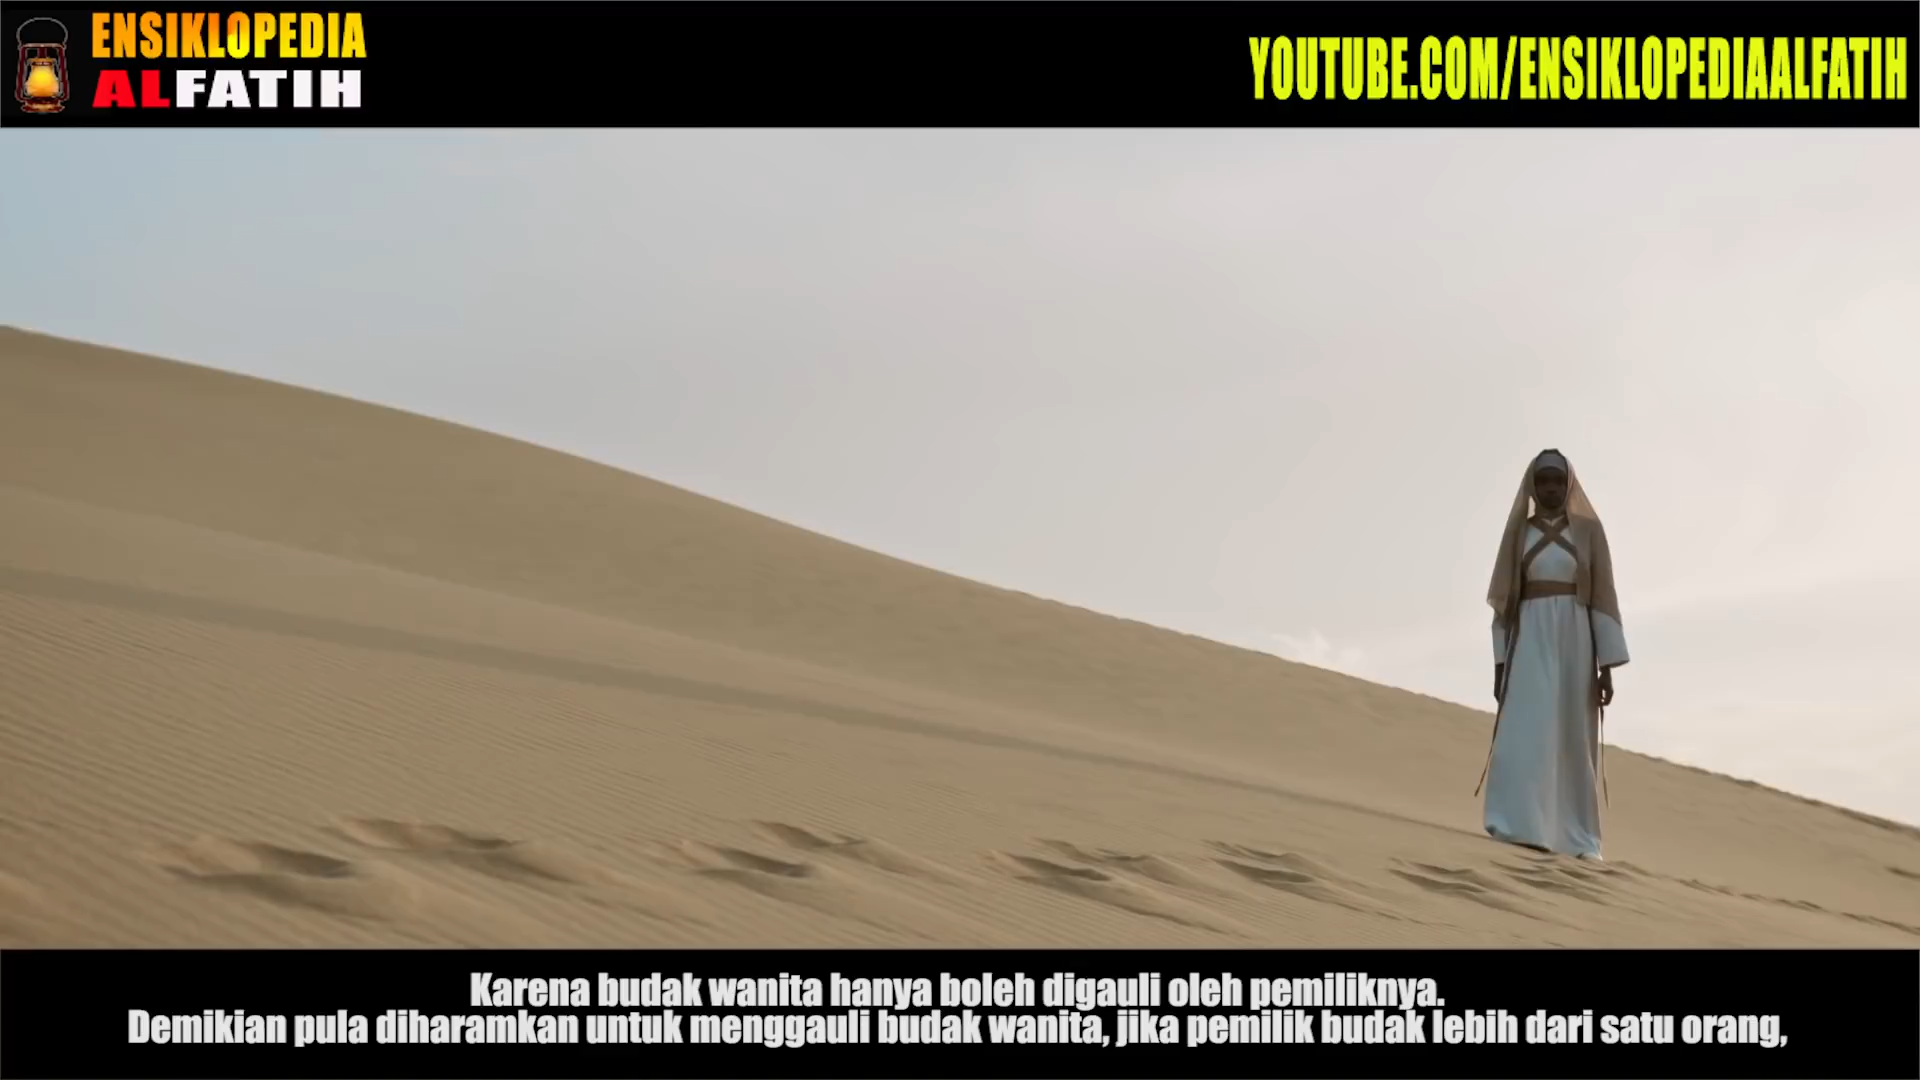 ENSIKLOPEDIA
ALFATIH
YOUTUBE.COM/ENSIKLOPEDIAALFATIH
Karena budak wanita hanya boleh digauli oleh pemiliknya.
Demikian pula diharamkan untuk menggauli budak wanita, jika pemilik budak lebih dari satu orang,